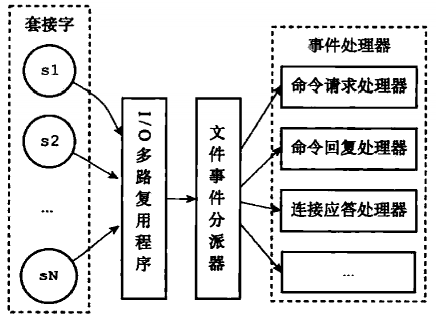 套接字
s1
s2
...
sN
I/O多路复用程序
文件事件分派器
事件处理器
命令请求处理器
命令回复处理器
连接应答处理器
...